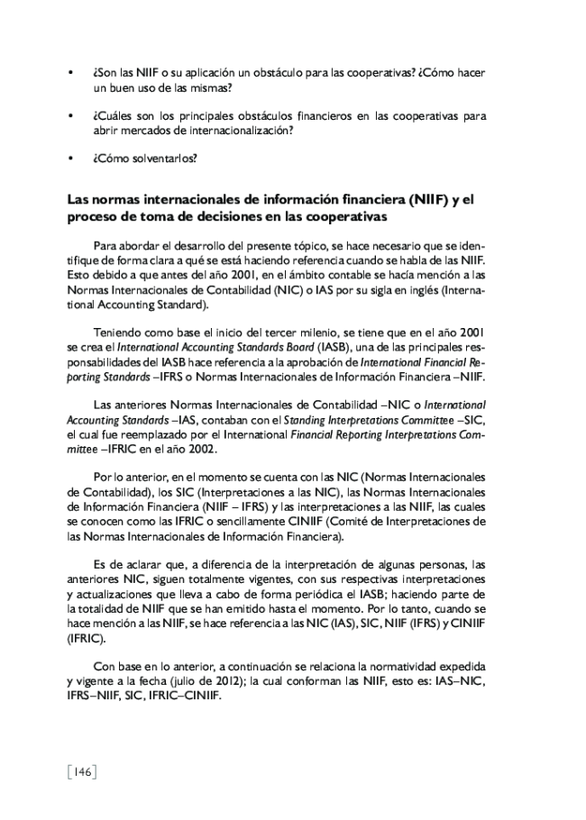 • ¿Son las NIIF o su aplicación un obstáculo para las cooperativas? ¿Cómo hacer
un buen uso de las mismas?
• ¿Cuáles son los principales obstáculos financieros en las cooperativas para
abrir mercados de internacionalización?
• ¿Cómo solventarlos?
Las normas internacionales de información financiera (NIIF) y el
proceso de toma de decisiones en las cooperativas
Para abordar el desarrollo del presente tópico, se hace necesario que se iden-
tifique de forma clara a qué se está haciendo referencia cuando se habla de las NIIF.
Esto debido a que antes del año 2001, en el ámbito contable se hacía mención a las
Normas Internacionales de Contabilidad (NIC) o IAS por su sigla en inglés (Interna-
tional Accounting Standard).
Teniendo como base el inicio del tercer milenio, se tiene que en el año 2001
se crea el International Accounting Standards Board (IASB), una de las principales res-
ponsabilidades del IASB hace referencia a la aprobación de International Financial Re-
porting Standards –IFRS o Normas Internacionales de Información Financiera –NIIF.
Las anteriores Normas Internacionales de Contabilidad –NIC o International
Accounting Standards –IAS, contaban con el Standing Interpretations Committee –SIC,
el cual fue reemplazado por el International Financial Reporting Interpretations Com-
mittee –IFRIC en el año 2002.
Por lo anterior, en el momento se cuenta con las NIC (Normas Internacionales
de Contabilidad), los SIC (Interpretaciones a las NIC), las Normas Internacionales
de Información Financiera (NIIF – IFRS) y las interpretaciones a las NIIF, las cuales
se conocen como las IFRIC o sencillamente CINIIF (Comité de Interpretaciones de
las Normas Internacionales de Información Financiera).
Es de aclarar que, a diferencia de la interpretación de algunas personas, las
anteriores NIC, siguen totalmente vigentes, con sus respectivas interpretaciones
y actualizaciones que lleva a cabo de forma periódica el IASB; haciendo parte de
la totalidad de NIIF que se han emitido hasta el momento. Por lo tanto, cuando se
hace mención a las NIIF, se hace referencia a las NIC (IAS), SIC, NIIF (IFRS) y CINIIF
(IFRIC).
Con base en lo anterior, a continuación se relaciona la normatividad expedida
y vigente a la fecha (julio de 2012); la cual conforman las NIIF, esto es: IAS–NIC,
IFRS–NIIF, SIC, IFRIC–CINIIF.
[146]